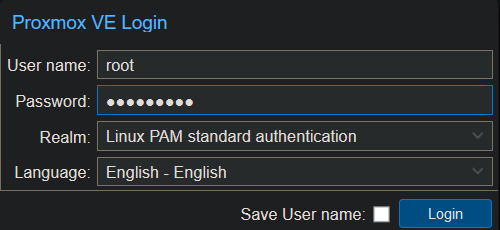 Proxmox VE Login
User name: root
Password: ●●●●●●●●●
Realm: Linux PAM standard authentication
Language: English - English
Save User name: Login